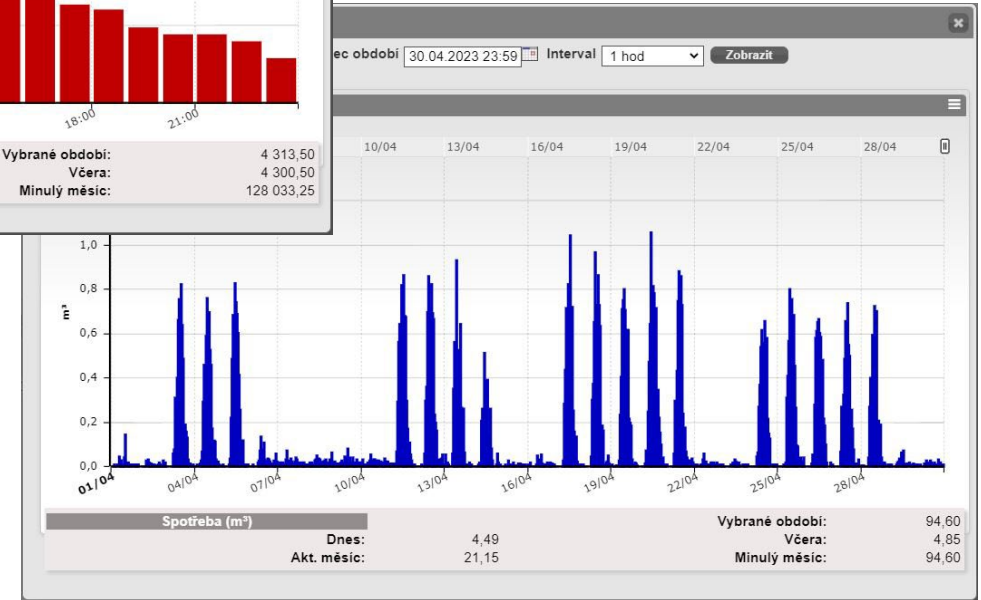 18:00
21:00
Vybrané období: 4 313,50
Včera: 4 300,50
Minulý měsíc: 128 033,25
ec období 30.04.2023 23:59 Interval 1 hod Zobrazit
10/04 13/04 16/04 19/04 22/04 25/04 28/04
m³
1,0
0,8
0,6
0,4
0,2
0,0
01/04 04/04 07/04 10/04 13/04 16/04 19/04 22/04 25/04 28/04
Spotřeba (m³) Vybrané období: 94,60
Dnes: 4,49 Včera: 4,85
Akt. měsíc: 21,15 Minulý měsíc: 94,60